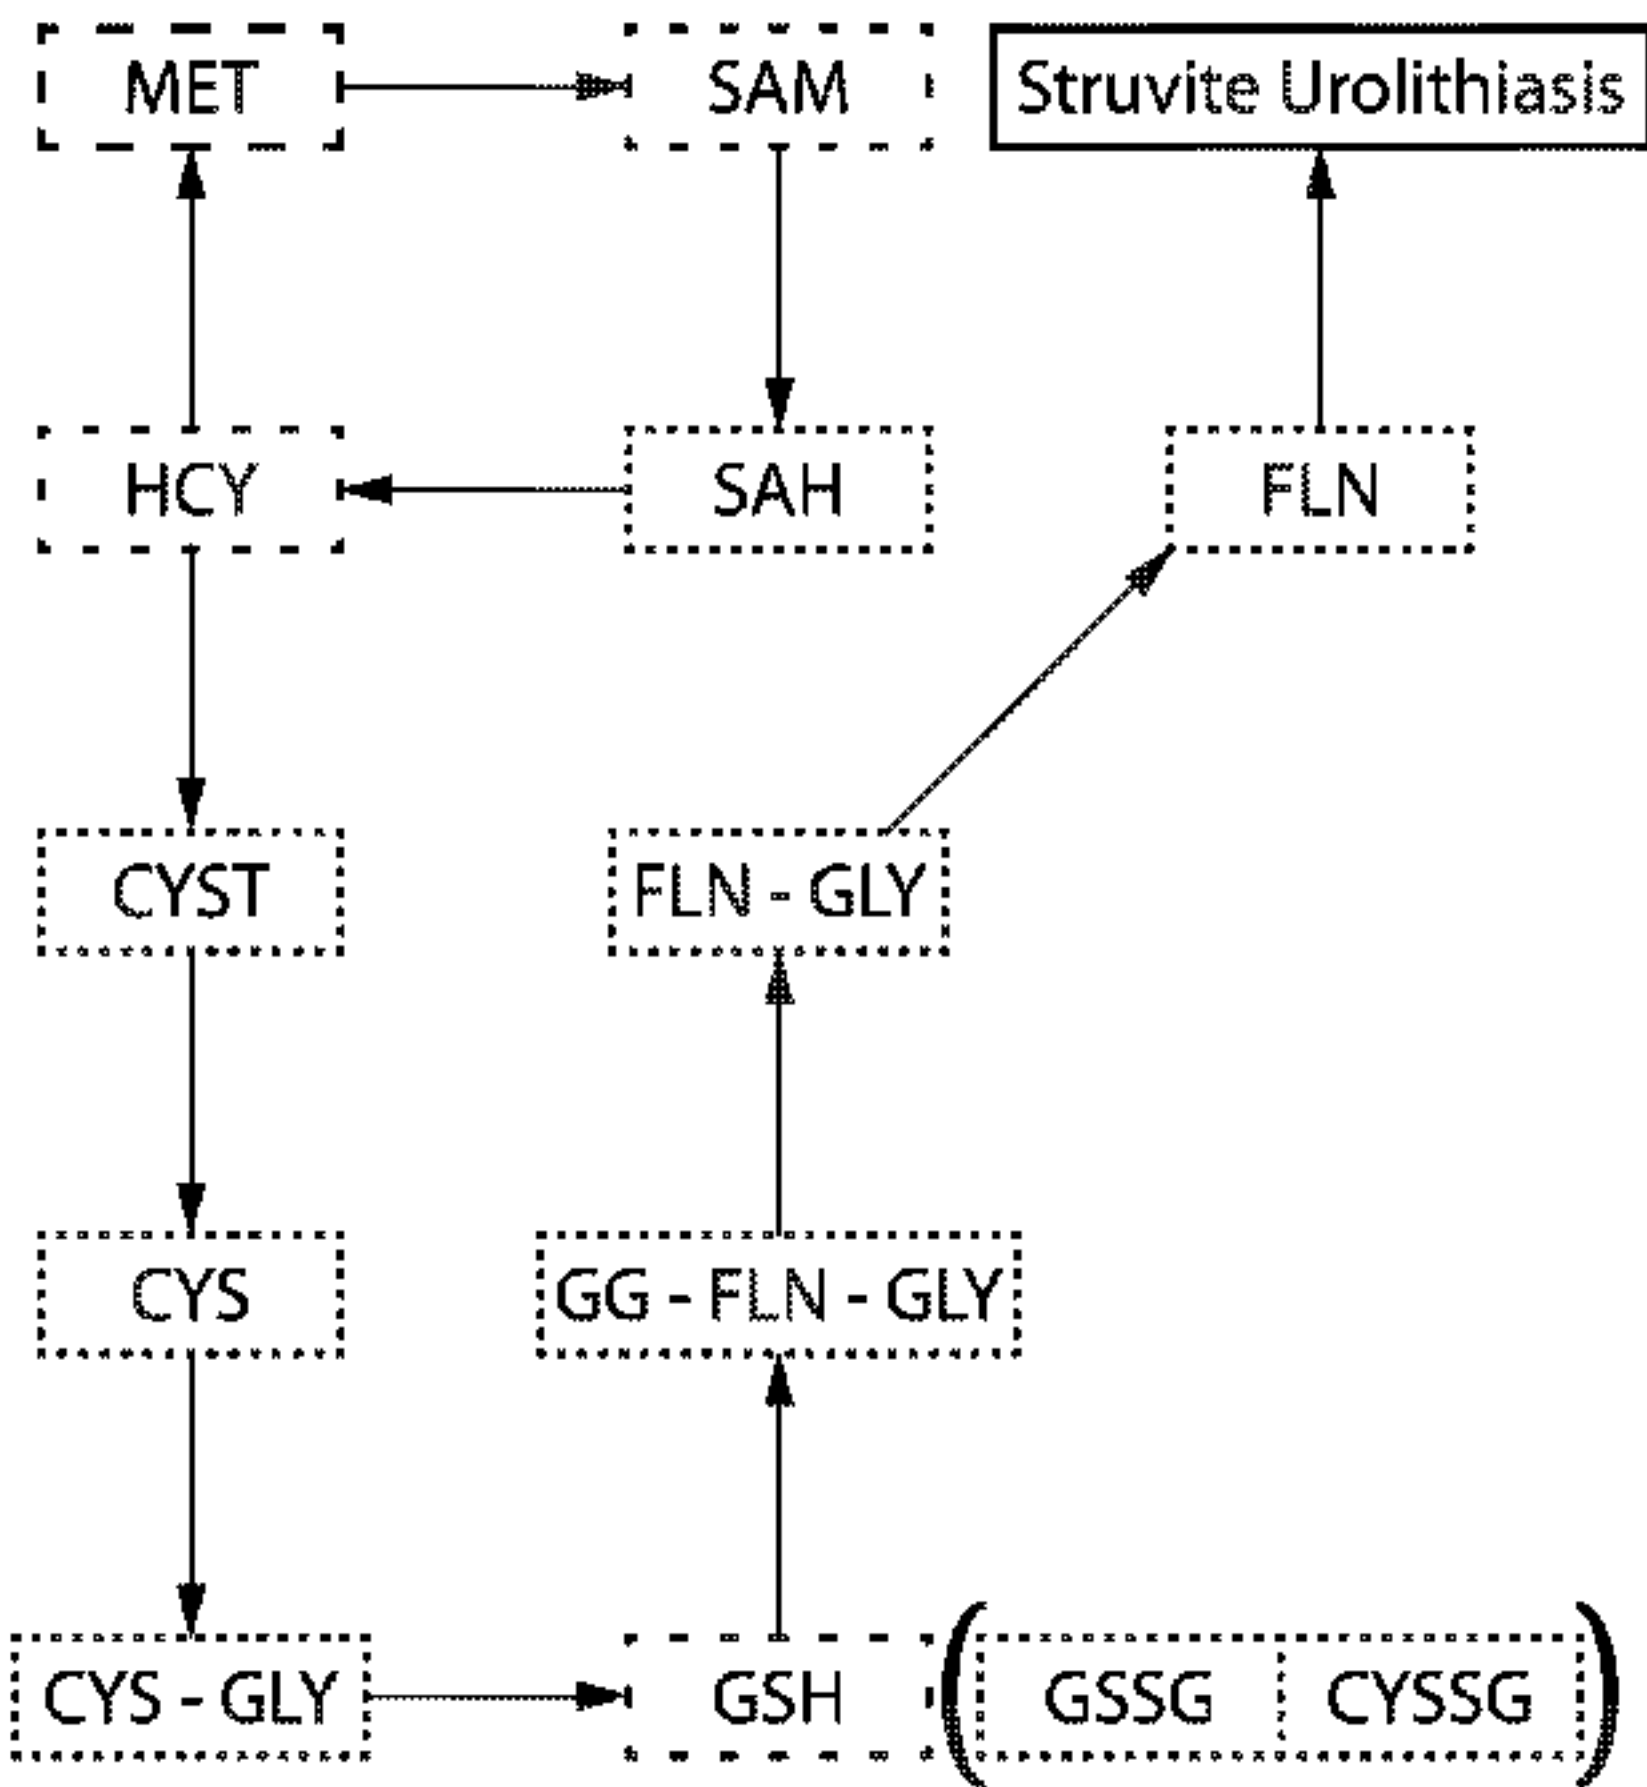 MET
SAM
Struvite Urolithiasis
HCY
SAH
FLN
CYST
FLN - GLY
CYS
GG - FLN - GLY
CYS - GLY
GSH
( GSSG CYSSG )